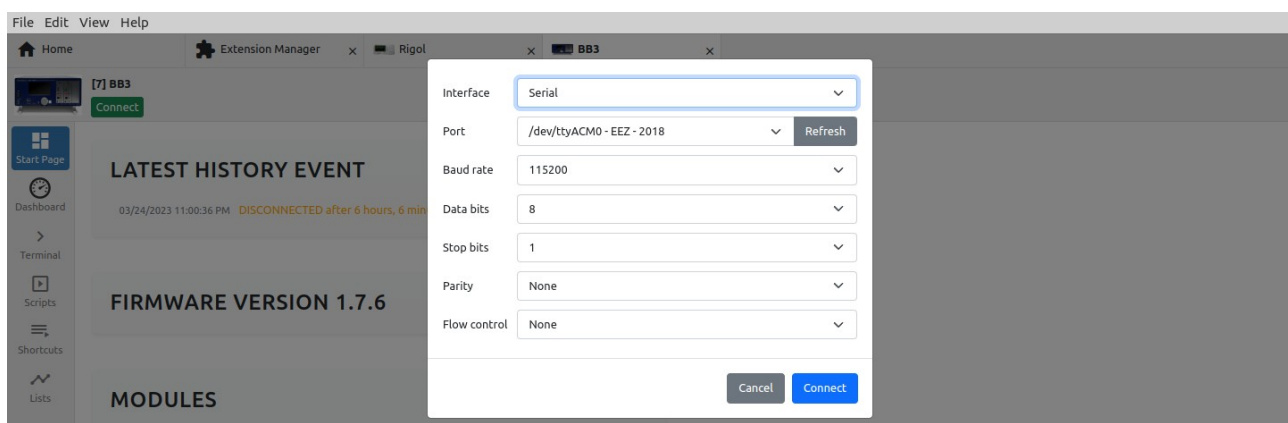 File Edit View Help
Home
Extension Manager x
Rigol x
BB3 x
[7] BB3
Connect
Start Page
Dashboard
Terminal
Scripts
Shortcuts
Lists
LATEST HISTORY EVENT
03/24/2023 11:00:36 PM DISCONNECTED after 6 hours, 6 min
FIRMWARE VERSION 1.7.6
MODULES
Interface Serial
Port /dev/ttyACM0 - EEZ - 2018 Refresh
Baud rate 115200
Data bits 8
Stop bits 1
Parity None
Flow control None
Cancel Connect